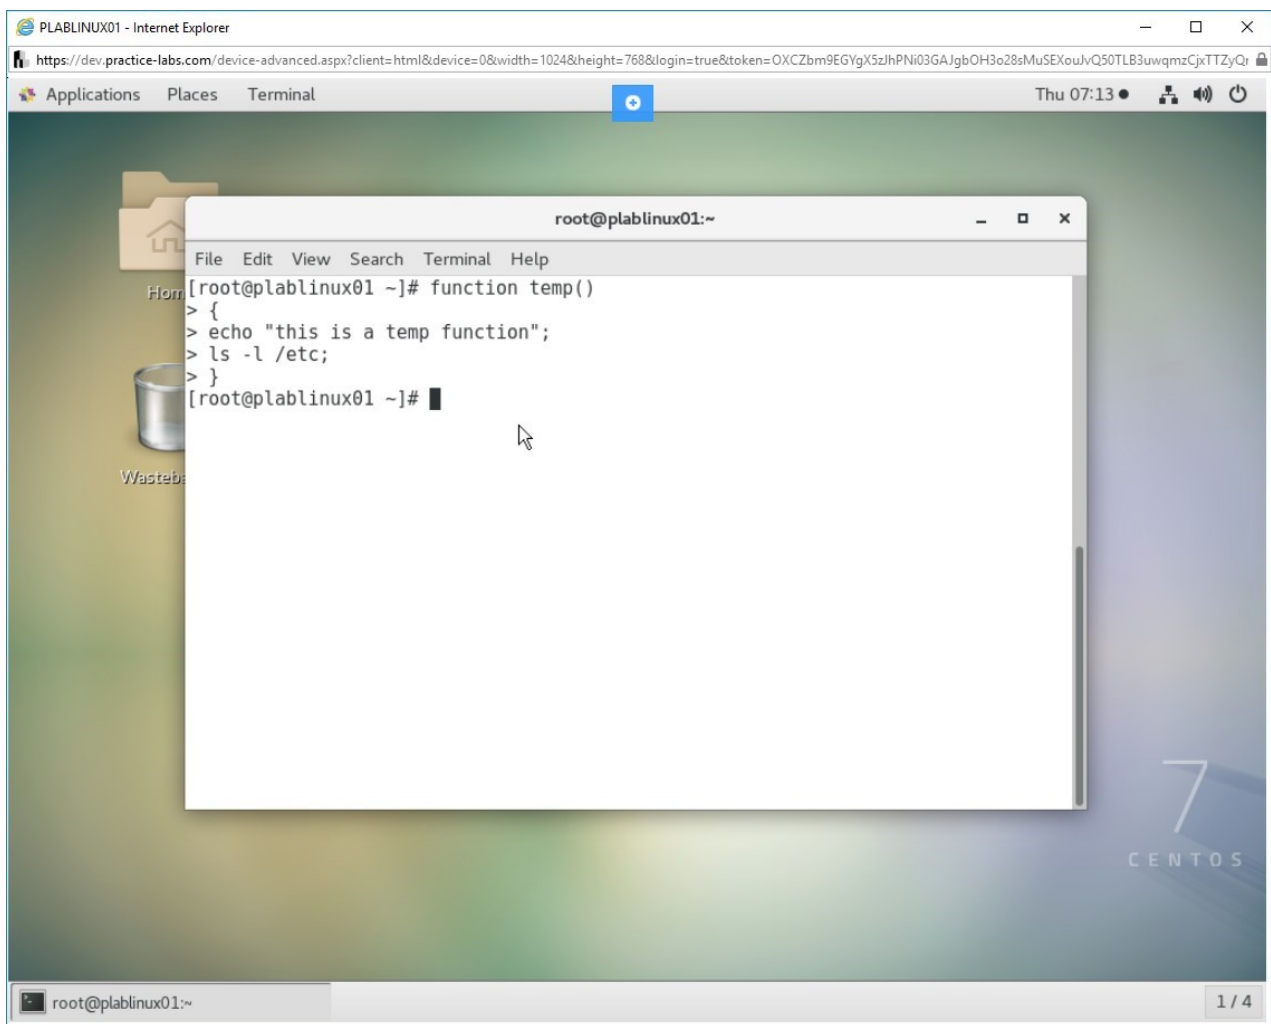 PLABLINUX01 - Internet Explorer
https://dev.practice-labs.com/device-advanced.aspx?client=html&device=0&width=1024&height=768&login=true&token=
Applications Places Terminal Thu 07:13
root@plablinux01:~
File Edit View Search Terminal Help
Hom
[root@plablinux01 ~]# function temp()
> {
> echo "this is a temp function";
> ls -l /etc;
> }
[root@plablinux01 ~]#
Casteb
7
CENTOS
root@plablinux01:~ 1 / 4